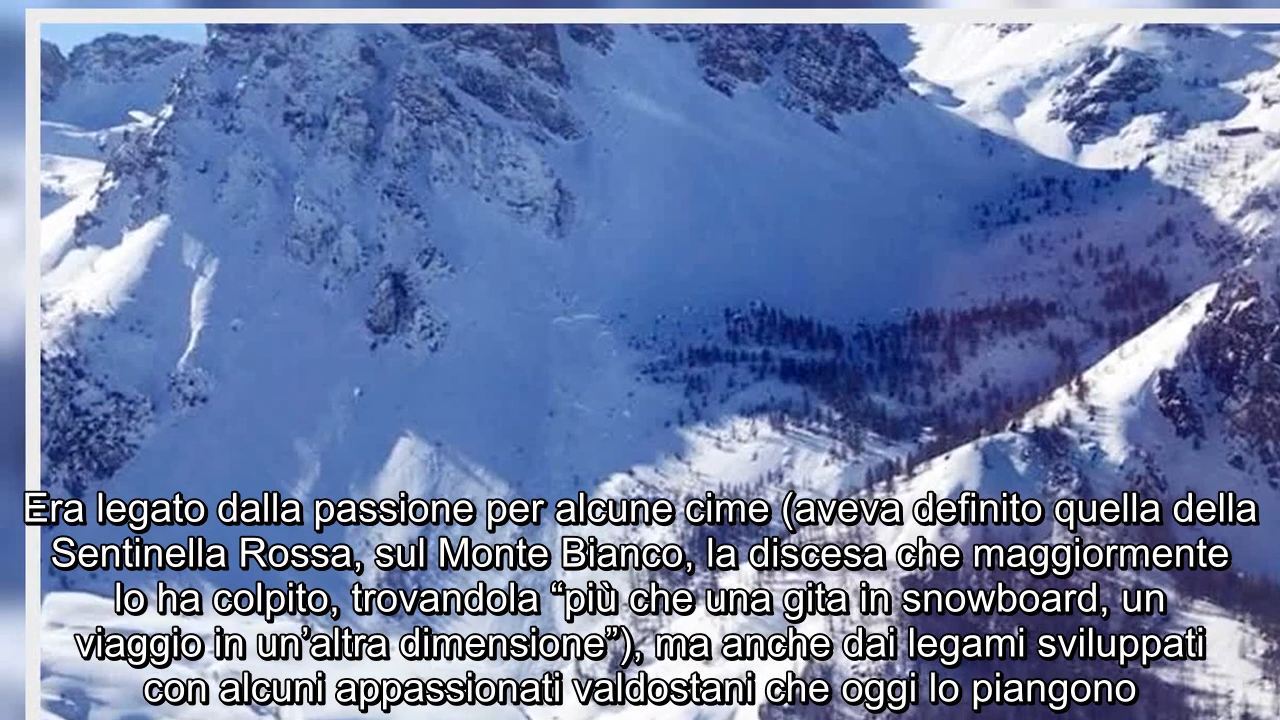 Era legato dalla passione per alcune cime (aveva definito quella della
Sentinella Rossa, sul Monte Bianco, la discesa che maggiormente
lo ha colpito, trovandola “più che una gita in snowboard, un
viaggio in un’altra dimensione”), ma anche dai legami sviluppati
con alcuni appassionati valdostani che oggi lo piangono